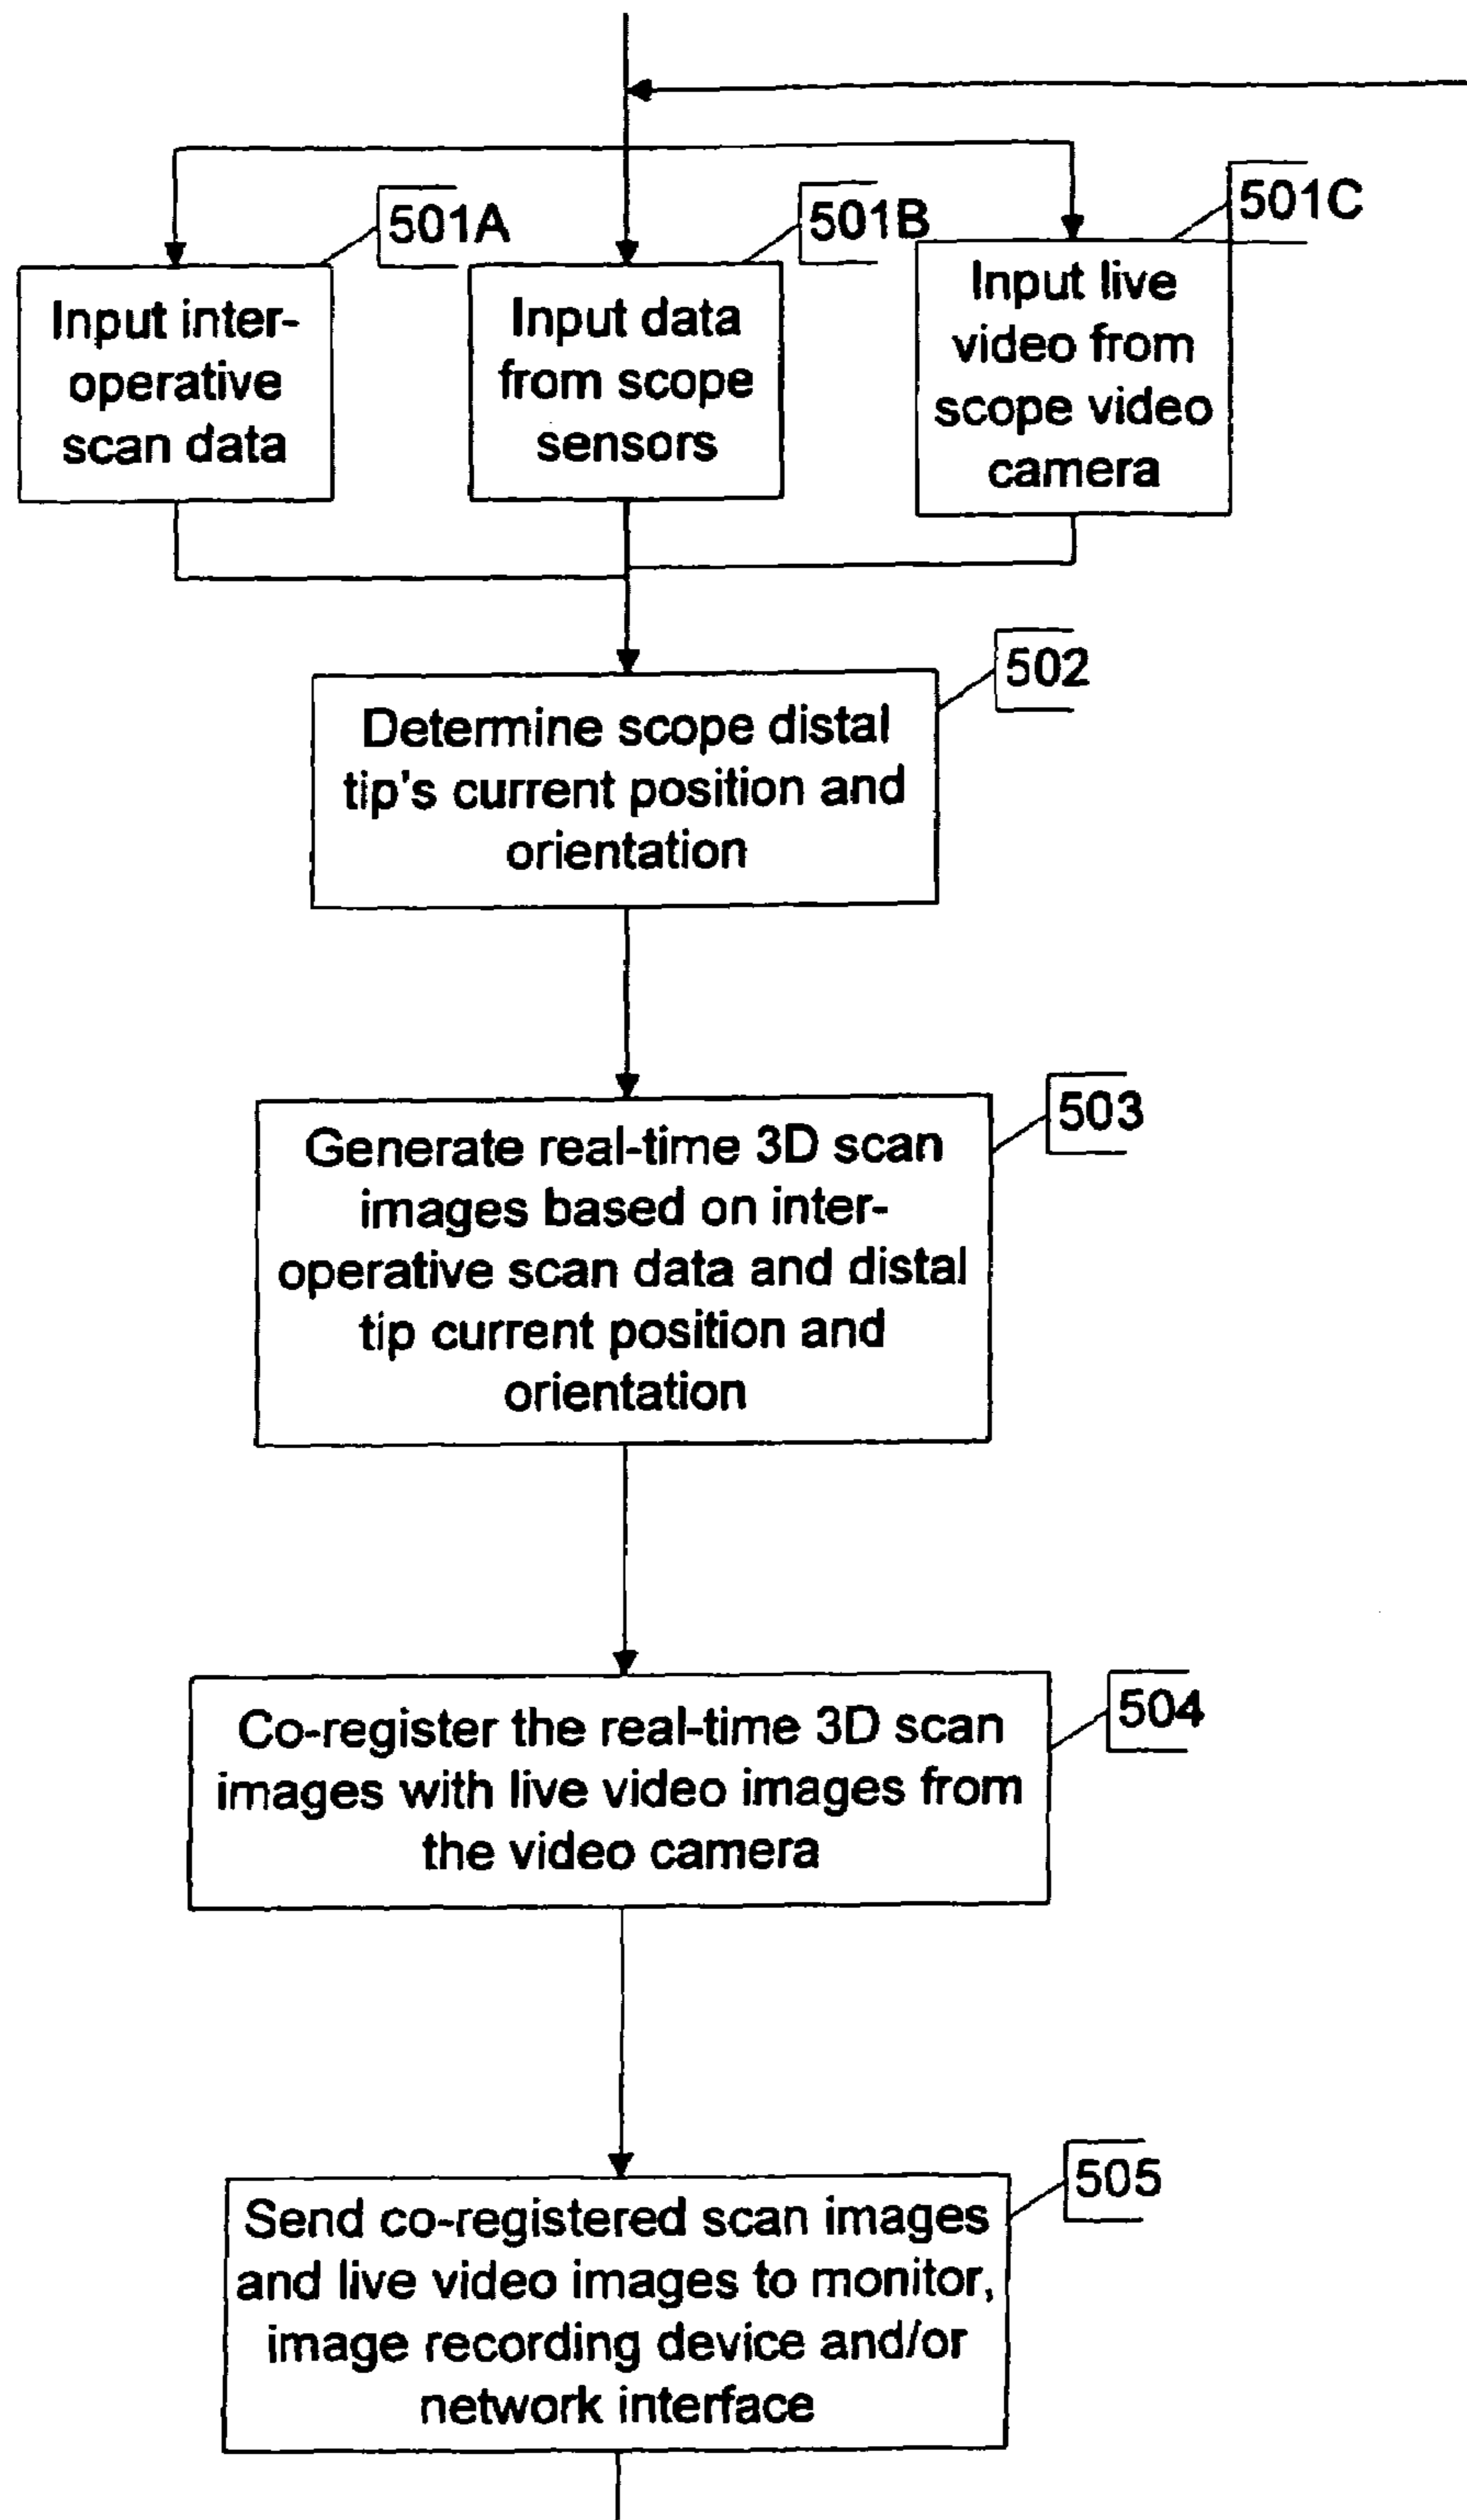 501A
Input inter-
operative
scan data
501B
Input data
from scope
sensors
501C
Input live
video from
scope video
camera
502
Determine scope distal
tip's current position and
orientation
503
Generate real-time 3D scan
images based on inter-
operative scan data and distal
tip current position and
orientation
504
Co-register the real-time 3D scan
images with live video images from
the video camera
505
Send co-registered scan images
and live video images to monitor,
image recording device and/or
network interface